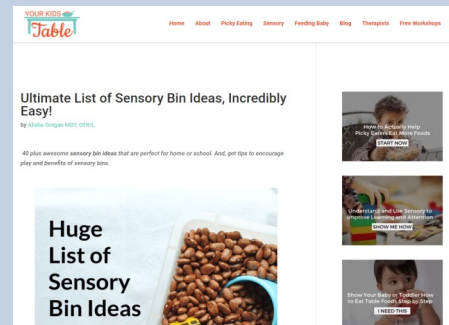 YOUR KIDS
Table
Home About Picky Eating Sensory Feeding Baby Blog Therapists Free Workshops
Ultimate List of Sensory Bin Ideas, Incredibly
Easy!
by Alisha Grogan MOT, OTR/L
40 plus awesome sensory bin ideas that are perfect for home or school. And, get tips to encourage
play and benefits of sensory bins.
Huge
List of
Sensory
Bin Ideas
How to Actually Help
Picky Eaters Eat More Foods
START NOW
Understand and Use Sensory to
Improve Learning and Attention
SHOW ME HOW
Show Your Baby or Toddler How
to Eat Table Foods Step by Step
I NEED THIS